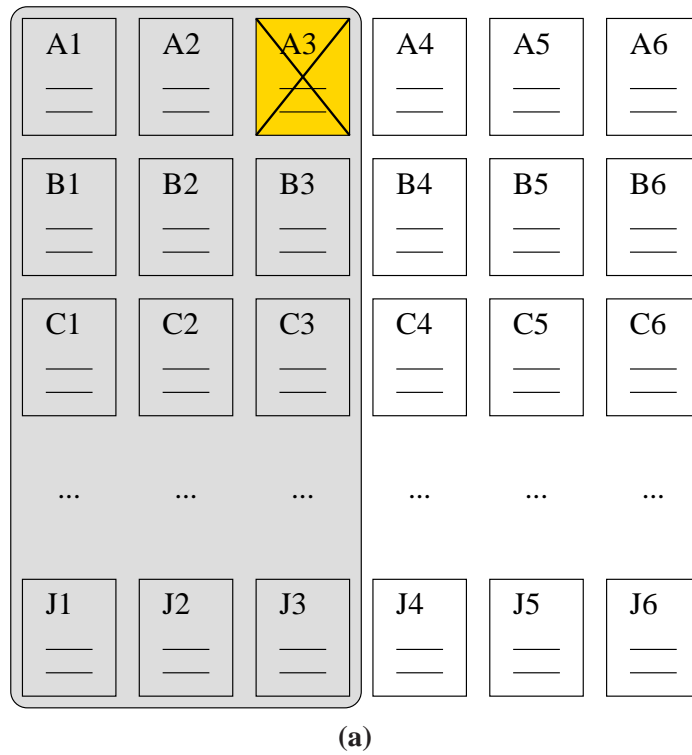 A1 A2 A3 A4 A5 A6
B1 B2 B3 B4 B5 B6
C1 C2 C3 C4 C5 C6
... ... ... ... ... ...
J1 J2 J3 J4 J5 J6
(a)